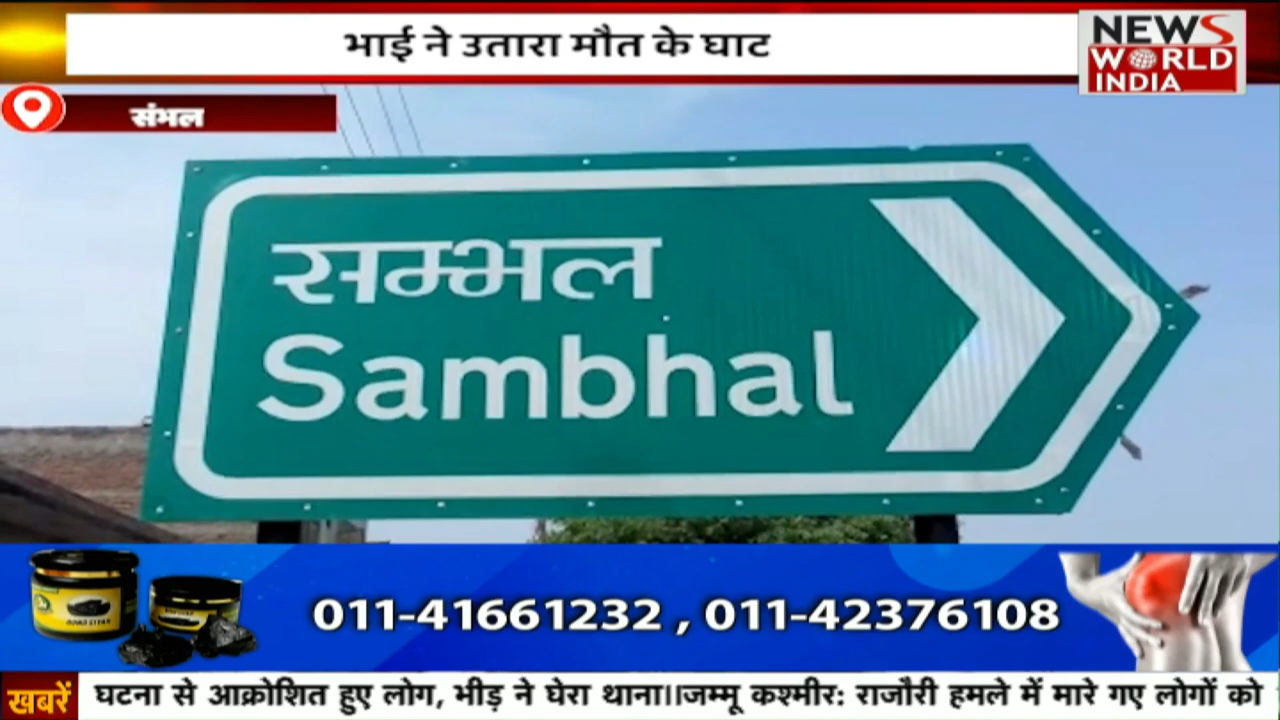 भाई ने उतारा मौत के घाट
NEWS
WORLD
INDIA
संभल
सम्भल
Sambhal
011-41661232 , 011-42376108
खबरें
घटना से आक्रोशित हुए लोग, भीड़ ने घेरा थाना।।जम्मू कश्मीर: राजौरी हमले में मारे गए लोगों को